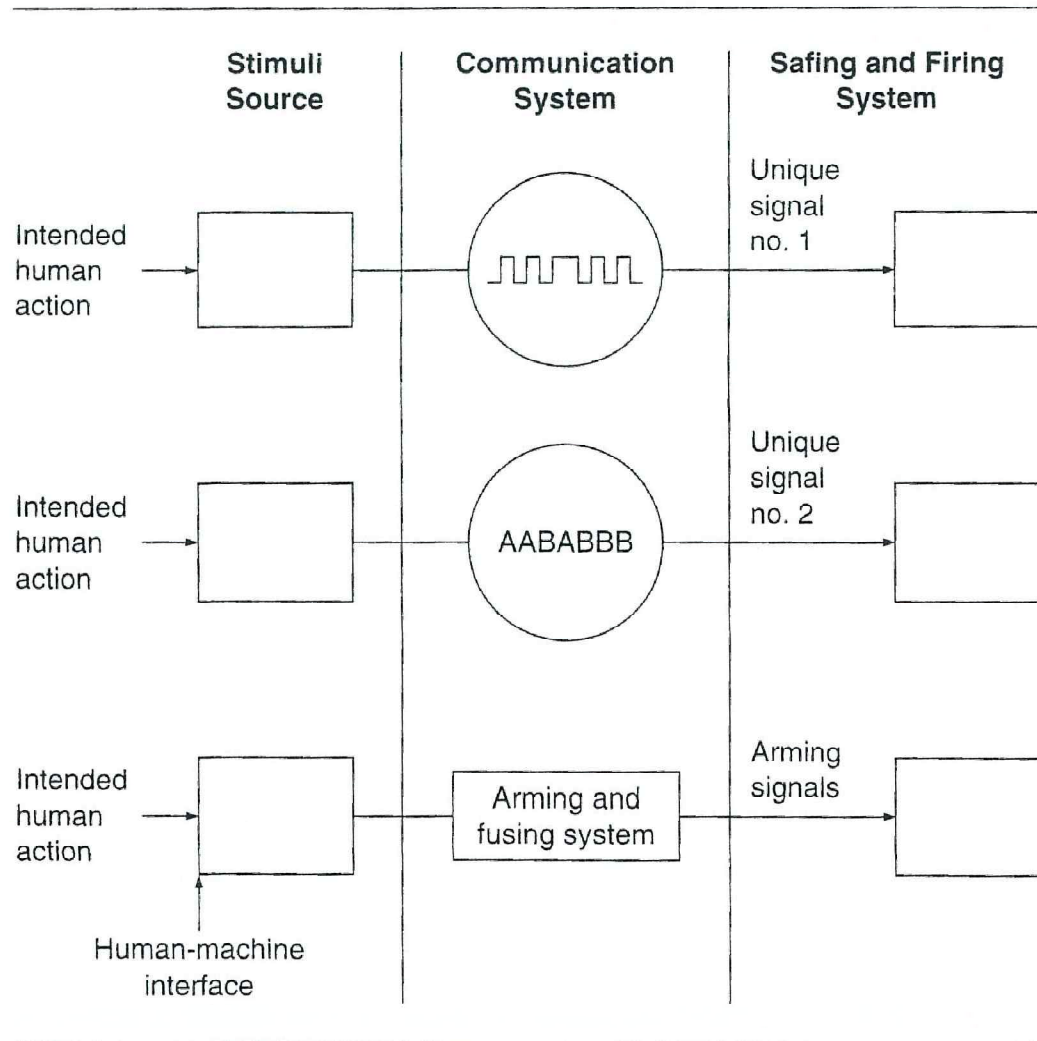 Stimuli
Source
Communication
System
Safing and Firing
System
Intended
human
action
Unique
signal
no. 1
Intended
human
action
AABABBB
Unique
signal
no. 2
Intended
human
action
Arming and
fusing system
Arming
signals
Human-machine
interface